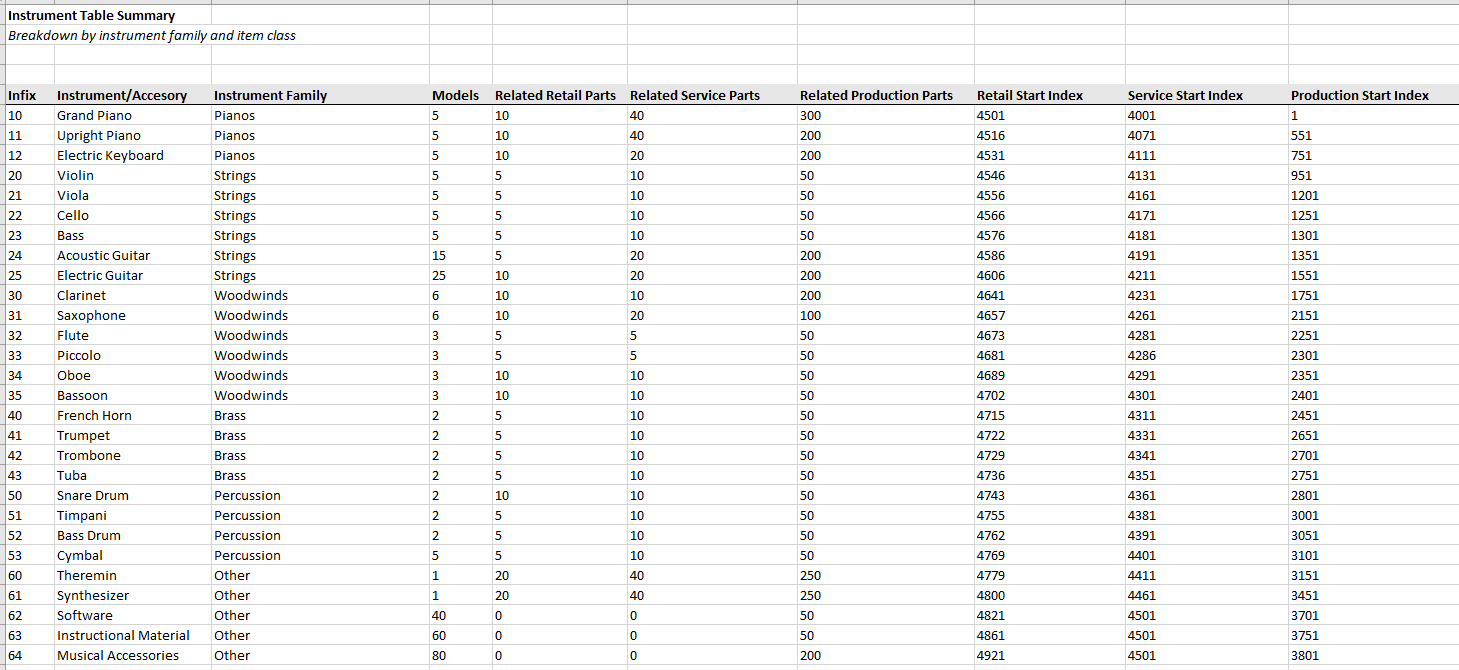 Instrument Table Summary
Breakdown by instrument family and item class
Infix Instrument/Accesory Instrument Family Models Related Retail Parts Related Service Parts Related Production Parts Retail Start Index Service Start Index Production Start Index
10 Grand Piano Pianos 5 10 40 300 4501 4001 1
11 Upright Piano Pianos 5 10 40 200 4516 4071 551
12 Electric Keyboard Pianos 5 10 20 200 4531 4111 751
20 Violin Strings 5 5 10 50 4546 4131 951
21 Viola Strings 5 5 10 50 4556 4161 1201
22 Cello Strings 5 5 10 50 4566 4171 1251
23 Bass Strings 5 5 10 50 4576 4181 1301
24 Acoustic Guitar Strings 15 5 20 200 4586 4191 1351
25 Electric Guitar Strings 25 10 20 200 4606 4211 1551
30 Clarinet Woodwinds 6 10 10 200 4641 4231 1751
31 Saxophone Woodwinds 6 10 20 100 4657 4261 2151
32 Flute Woodwinds 3 5 5 50 4673 4281 2251
33 Piccolo Woodwinds 3 5 5 50 4681 4286 2301
34 Oboe Woodwinds 3 10 10 50 4689 4291 2351
35 Bassoon Woodwinds 3 10 10 50 4702 4301 2401
40 French Horn Brass 2 5 10 50 4715 4311 2451
41 Trumpet Brass 2 5 10 50 4722 4331 2651
42 Trombone Brass 2 5 10 50 4729 4341 2701
43 Tuba Brass 2 5 10 50 4736 4351 2751
50 Snare Drum Percussion 2 10 10 50 4743 4361 2801
51 Timpani Percussion 2 5 10 50 4755 4381 3001
52 Bass Drum Percussion 2 5 10 50 4762 4391 3051
53 Cymbal Percussion 5 5 10 50 4769 4401 3101
60 Theremin Other 1 20 40 250 4779 4411 3151
61 Synthesizer Other 1 20 40 250 4800 4461 3451
62 Software Other 40 0 0 50 4821 4501 3701
63 Instructional Material Other 60 0 0 50 4861 4501 3751
64 Musical Accessories Other 80 0 0 200 4921 4501 3801